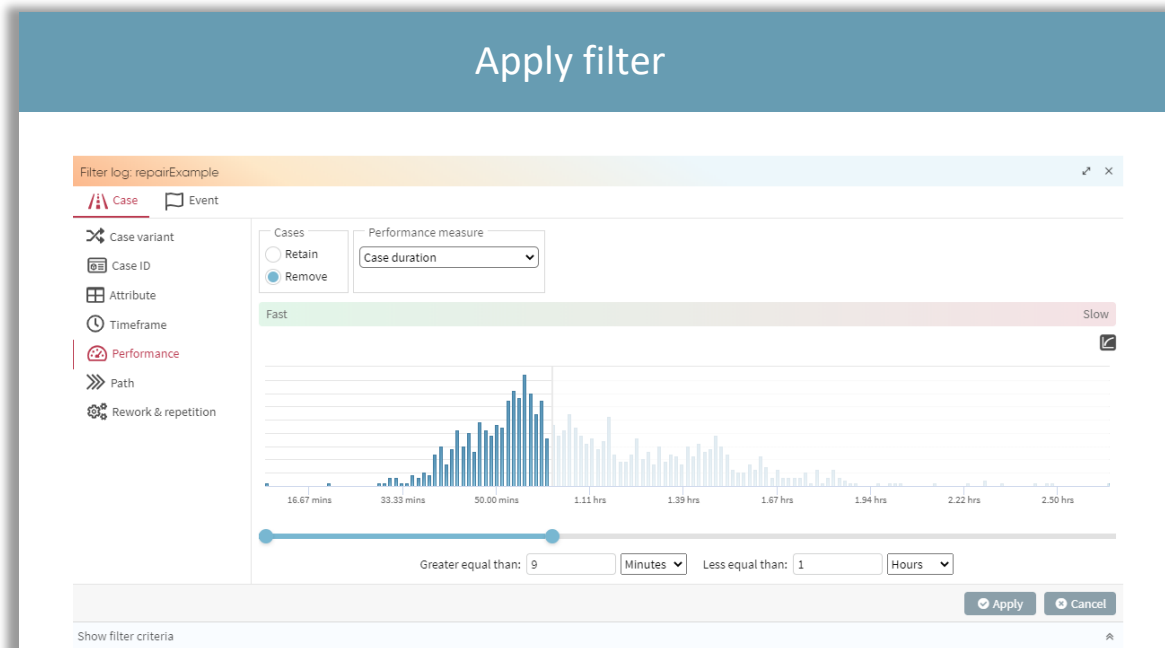 Apply filter
Filter log: repairExample
Case Event
Case variant
Case ID
Attribute
Timeframe
Performance
Path
Rework & repetition
Cases
Retain
Remove
Performance measure
Case duration
Fast Slow
16.67 mins 33.33 mins 50.00 mins 1.11 hrs 1.39 hrs 1.67 hrs 1.94 hrs 2.22 hrs 2.50 hrs
Greater equal than: 9 Minutes Less equal than: 1 Hours
Apply Cancel
Show filter criteria